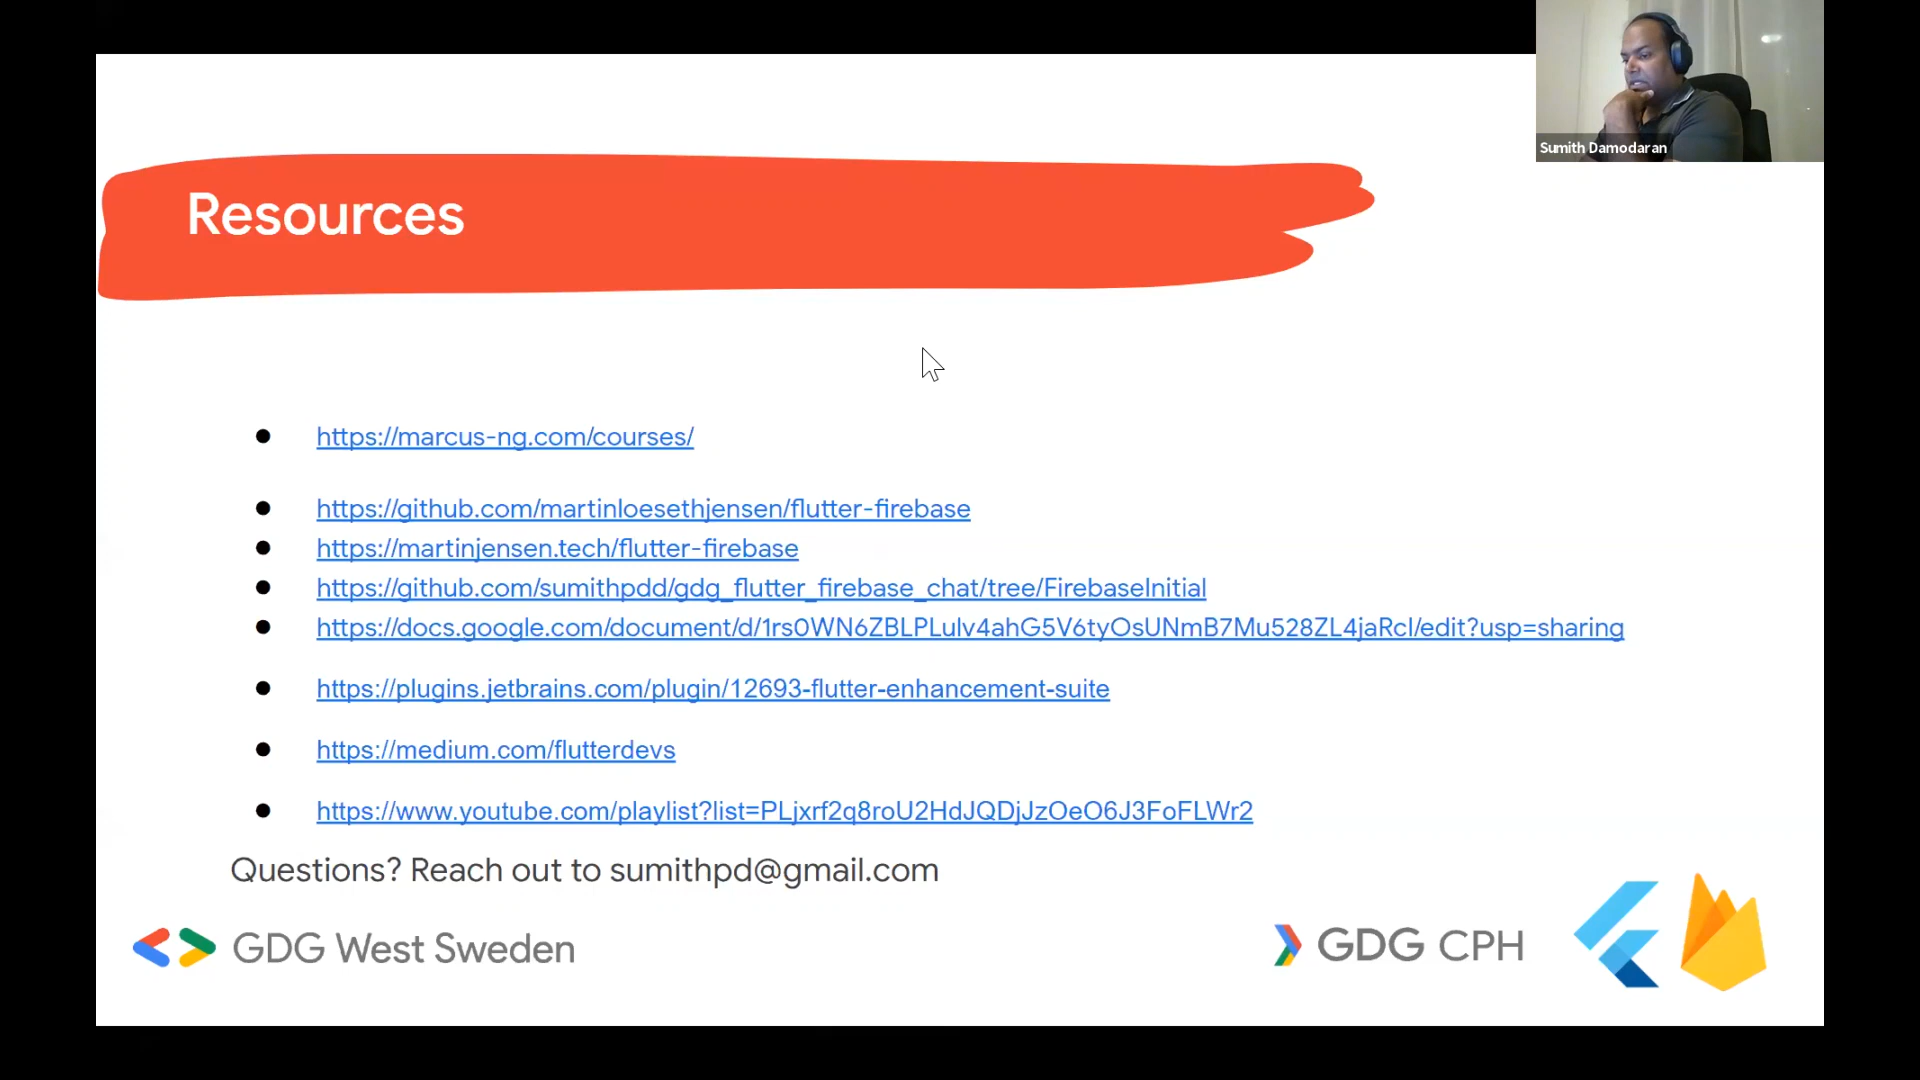 Sumith Damodaran
Resources
https://marcus-ng.com/courses/
https://github.com/martinloesethjensen/flutter-firebase
https://martinjensen.tech/flutter-firebase
https://github.com/sumithpdd/gdg_flutter_firebase_chat/tree/FirebaseInitial
https://docs.google.com/document/d/1rs0WN6ZBLPLulv4ahG5V6tyOsUNmB7Mu528ZL4jaRcI/edit?usp=sharing
https://plugins.jetbrains.com/plugin/12693-flutter-enhancement-suite
https://medium.com/flutterdevs
https://www.youtube.com/playlist?list=PLjxrf2q8roU2HdJQDjJzOeO6J3FoFLWr2
Questions? Reach out to sumithpd@gmail.com
GDG West Sweden
GDG CPH